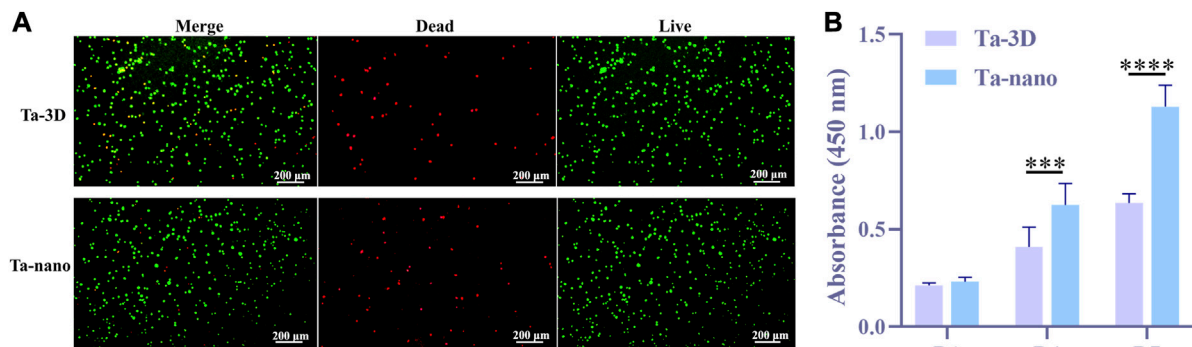 A
Merge Dead Live
Ta-3D
200 µm 200 µm 200 µm
Ta-nano
200 µm 200 µm 200 µm
B
Absorbance (450 nm)
1.5
1.0
0.5
0.0
Ta-3D
Ta-nano
***
****